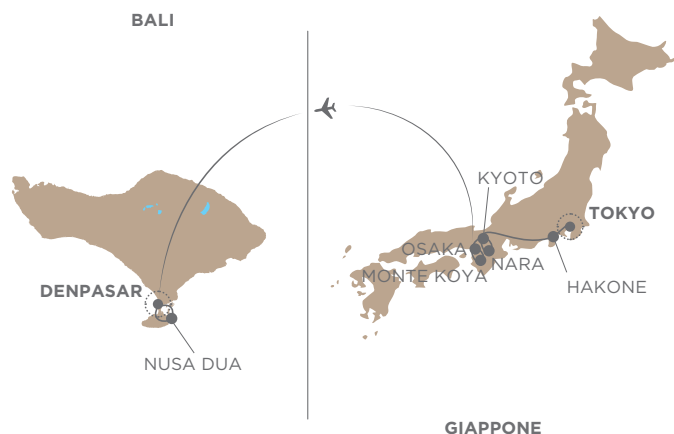 BALI
KYOTO
TOKYO
OSAKA
NARA
MONTE KOYA
HAKONE
DENPASAR
NUSA DUA
GIAPPONE